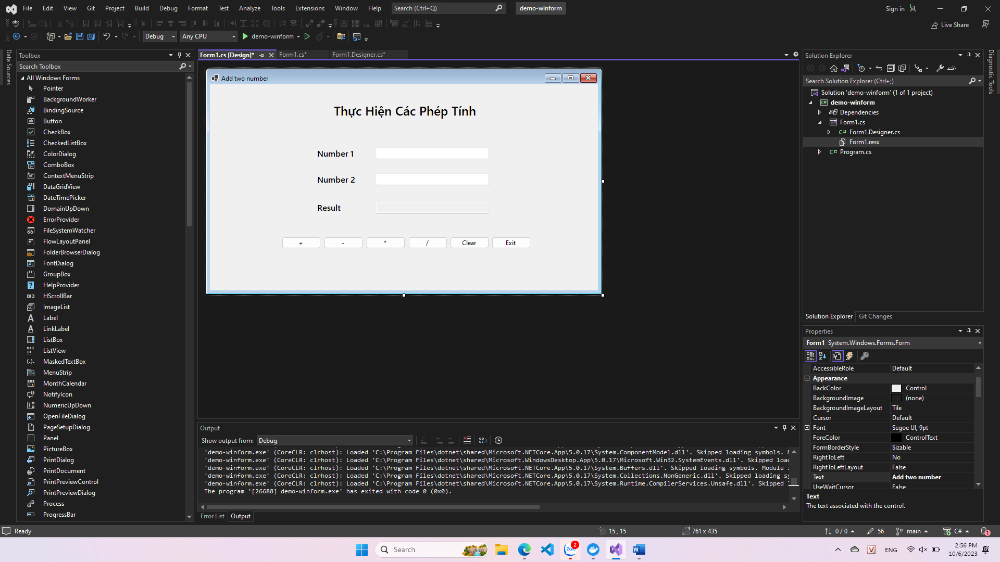 File Edit View Git Project Build Debug Format Test Analyze Tools Extensions Window Help Search (Ctrl+Q) demo-winform Sign in
Live Share
Debug Any CPU demo-winform
Data Sources
Toolbox
Search Toolbox
All Windows Forms
Pointer
BackgroundWorker
BindingSource
Button
CheckBox
CheckedListBox
ColorDialog
ComboBox
ContextMenuStrip
DataGridView
DateTimePicker
DomainUpDown
ErrorProvider
FileSystemWatcher
FlowLayoutPanel
FolderBrowserDialog
FontDialog
GroupBox
HelpProvider
HScrollBar
ImageList
Label
LinkLabel
ListBox
ListView
MaskedTextBox
MenuStrip
MonthCalendar
NotifyIcon
NumericUpDown
OpenFileDialog
PageSetupDialog
Panel
PictureBox
PrintDialog
PrintDocument
PrintPreviewControl
PrintPreviewDialog
Process
ProgressBar
Form1.cs [Design]* Form1.cs* Form1.Designer.cs*
Add two number
Thực Hiện Các Phép Tính
Number 1
Number 2
Result
+ - * / Clear Exit
Output
Show output from: Debug
'demo-winform.exe' (CoreCLR: clrhost): Loaded 'C:\Program Files\dotnet\shared\Microsoft.NETCore.App\5.0.17\System.ComponentModel.dll'. Skipped loading symbols.
'demo-winform.exe' (CoreCLR: clrhost): Loaded 'C:\Program Files\dotnet\shared\Microsoft.WindowsDesktop.App\5.0.17\Microsoft.Win32.SystemEvents.dll'. Skipped
'demo-winform.exe' (CoreCLR: clrhost): Loaded 'C:\Program Files\dotnet\shared\Microsoft.NETCore.App\5.0.17\System.Buffers.dll'. Skipped loading symbols. Module
'demo-winform.exe' (CoreCLR: clrhost): Loaded 'C:\Program Files\dotnet\shared\Microsoft.NETCore.App\5.0.17\System.Collections.NonGeneric.dll'. Skipped loading
'demo-winform.exe' (CoreCLR: clrhost): Loaded 'C:\Program Files\dotnet\shared\Microsoft.NETCore.App\5.0.17\System.Runtime.CompilerServices.Unsafe.dll'. Skipped
The program '[26688] demo-winform.exe' has exited with code 0 (0x0).
Error List Output
Solution Explorer
Search Solution Explorer (Ctrl+;)
Solution 'demo-winform' (1 of 1 project)
demo-winform
Dependencies
Form1.cs
C# Form1.Designer.cs
Form1.resx
C# Program.cs
Solution Explorer Git Changes
Properties
Form1 System.Windows.Forms.Form
AccessibleRole Default
Appearance
BackColor Control
BackgroundImage (none)
BackgroundImageLayout Tile
Cursor Default
Font Segoe UI, 9pt
ForeColor ControlText
FormBorderStyle Sizable
RightToLeft No
RightToLeftLayout False
Text Add two number
UseWaitCursor False
Text
The text associated with the control.
Diagnostic Tools
Ready 15 , 15 761 x 435 0 / 0 56 main C# 1
Search Zalo 2 V ENG 2:56 PM
10/6/2023